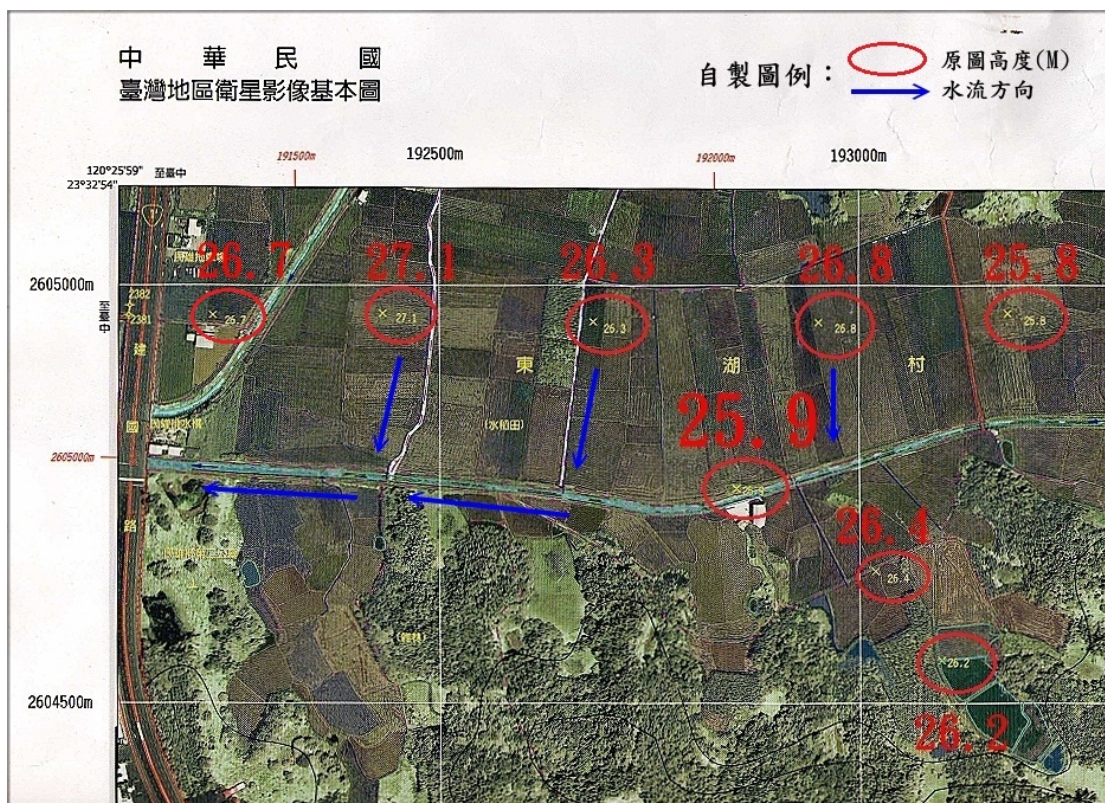 中華民國
臺灣地區衛星影像基本圖
自製圖例：
原圖高度(M)
水流方向
191500m
192500m
192000m
193000m
120°25'59" 至臺中
23°32'54"
1
26.7
27.1
26.3
26.8
25.8
2605000m
至臺中
2382
2381
26.7
27.1
26.3
26.8
25.8
建
東
湖
村
25.9
國
(水稻田)
2605000m
路
26.4
26.4
26.2
2604500m
26.2